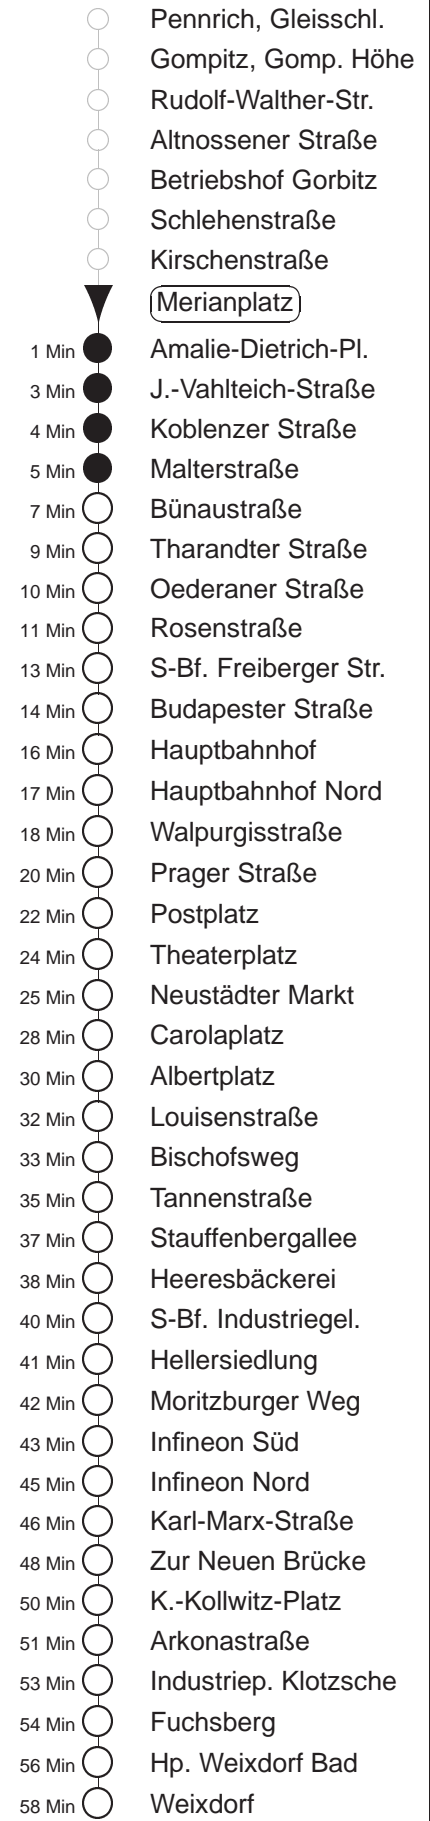 Pennrich, Gleisschl.
Gompitz, Gomp. Höhe
Rudolf-Walther-Str.
Altnossener Straße
Betriebshof Gorbitz
Schlehenstraße
Kirschenstraße
Merianplatz
1 Min Amalie-Dietrich-Pl.
3 Min J.-Vahlteich-Straße
4 Min Koblenzer Straße
5 Min Malterstraße
7 Min Bünaustraße
9 Min Tharandter Straße
10 Min Oederaner Straße
11 Min Rosenstraße
13 Min S-Bf. Freiberger Str.
14 Min Budapester Straße
16 Min Hauptbahnhof
17 Min Hauptbahnhof Nord
18 Min Walpurgisstraße
20 Min Prager Straße
22 Min Postplatz
24 Min Theaterplatz
25 Min Neustädter Markt
28 Min Carolaplatz
30 Min Albertplatz
32 Min Louisenstraße
33 Min Bischofsweg
35 Min Tannenstraße
37 Min Stauffenbergallee
38 Min Heeresbäckerei
40 Min S-Bf. Industriegel.
41 Min Hellersiedlung
42 Min Moritzburger Weg
43 Min Infineon Süd
45 Min Infineon Nord
46 Min Karl-Marx-Straße
48 Min Zur Neuen Brücke
50 Min K.-Kollwitz-Platz
51 Min Arkonastraße
53 Min Industriep. Klotzsche
54 Min Fuchsberg
56 Min Hp. Weixdorf Bad
58 Min Weixdorf